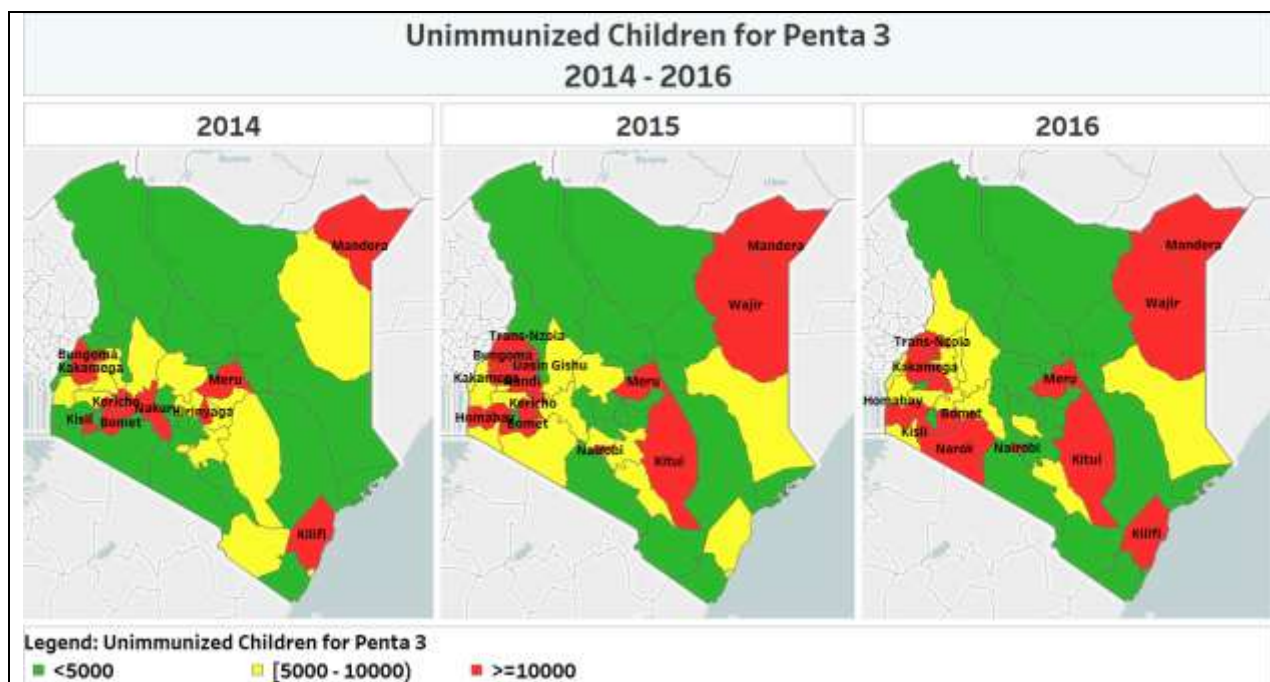 Unimmunized Children for Penta 3
2014 - 2016
2014
2015
2016
Mandera
Bungoma
Kakamega
Meru
Kericho
Nakuru
Kirinyaga
Kisii
Bomet
Kilifi
Mandera
Wajir
Trans-Nzoia
Bungoma
Uasin Gishu
Kakamega
Nandi
Meru
Kericho
Homabay
Bomet
Nairobi
Kitui
Mandera
Wajir
Trans-Nzoia
Kakamega
Meru
Homabay
Bomet
Kisii
Narok
Nairobi
Kitui
Kilifi
Legend: Unimmunized Children for Penta 3
<5000 [5000 - 10000) >=10000